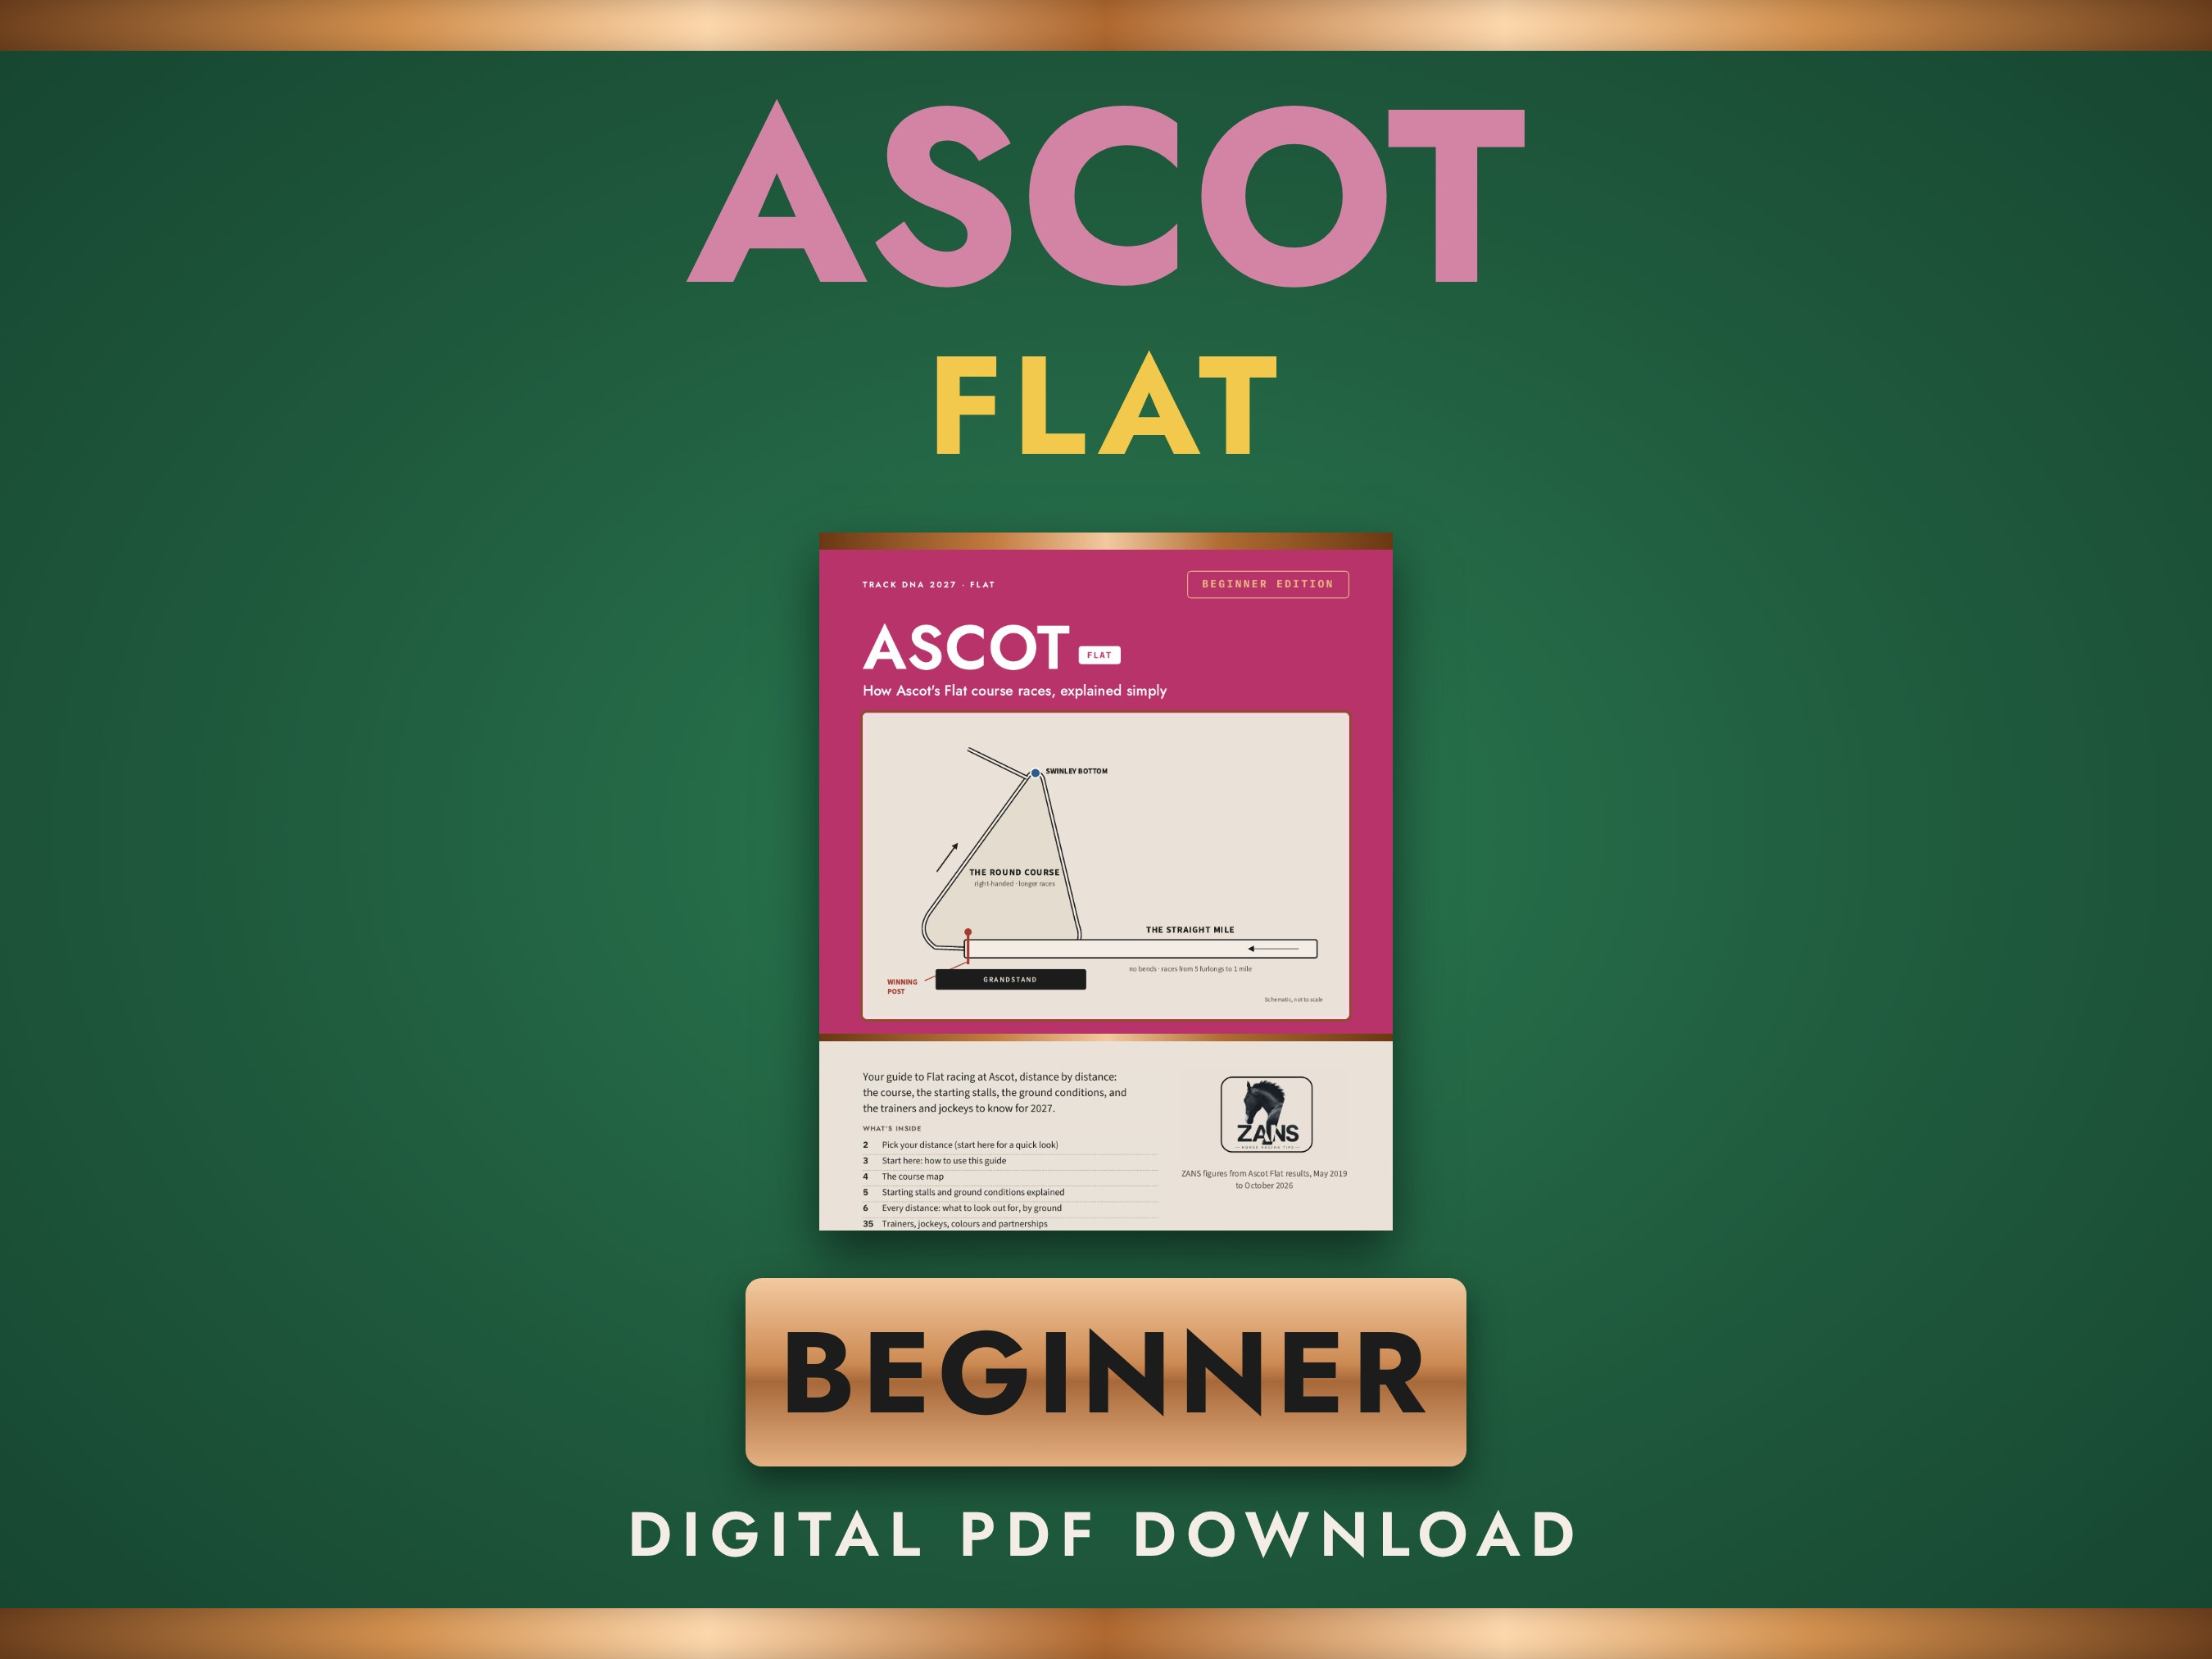 ASCOT
FLAT
TRACK DNA 2027 · FLAT
BEGINNER EDITION
ASCOT FLAT
How Ascot's Flat course races, explained simply
SWINLEY BOTTOM
THE ROUND COURSE
right-handed · longer races
THE STRAIGHT MILE
no bends · races from 5 furlongs to 1 mile
WINNING
POST
GRANDSTAND
Schematic, not to scale
Your guide to Flat racing at Ascot, distance by distance:
the course, the starting stalls, the ground conditions, and
the trainers and jockeys to know for 2027.
WHAT'S INSIDE
2 Pick your distance (start here for a quick look)
3 Start here: how to use this guide
4 The course map
5 Starting stalls and ground conditions explained
6 Every distance: what to look out for, by ground
35 Trainers, jockeys, colours and partnerships
ZANS
HORSE RACING TIPS
ZANS figures from Ascot Flat results, May 2019
to October 2026
BEGINNER
DIGITAL PDF DOWNLOAD